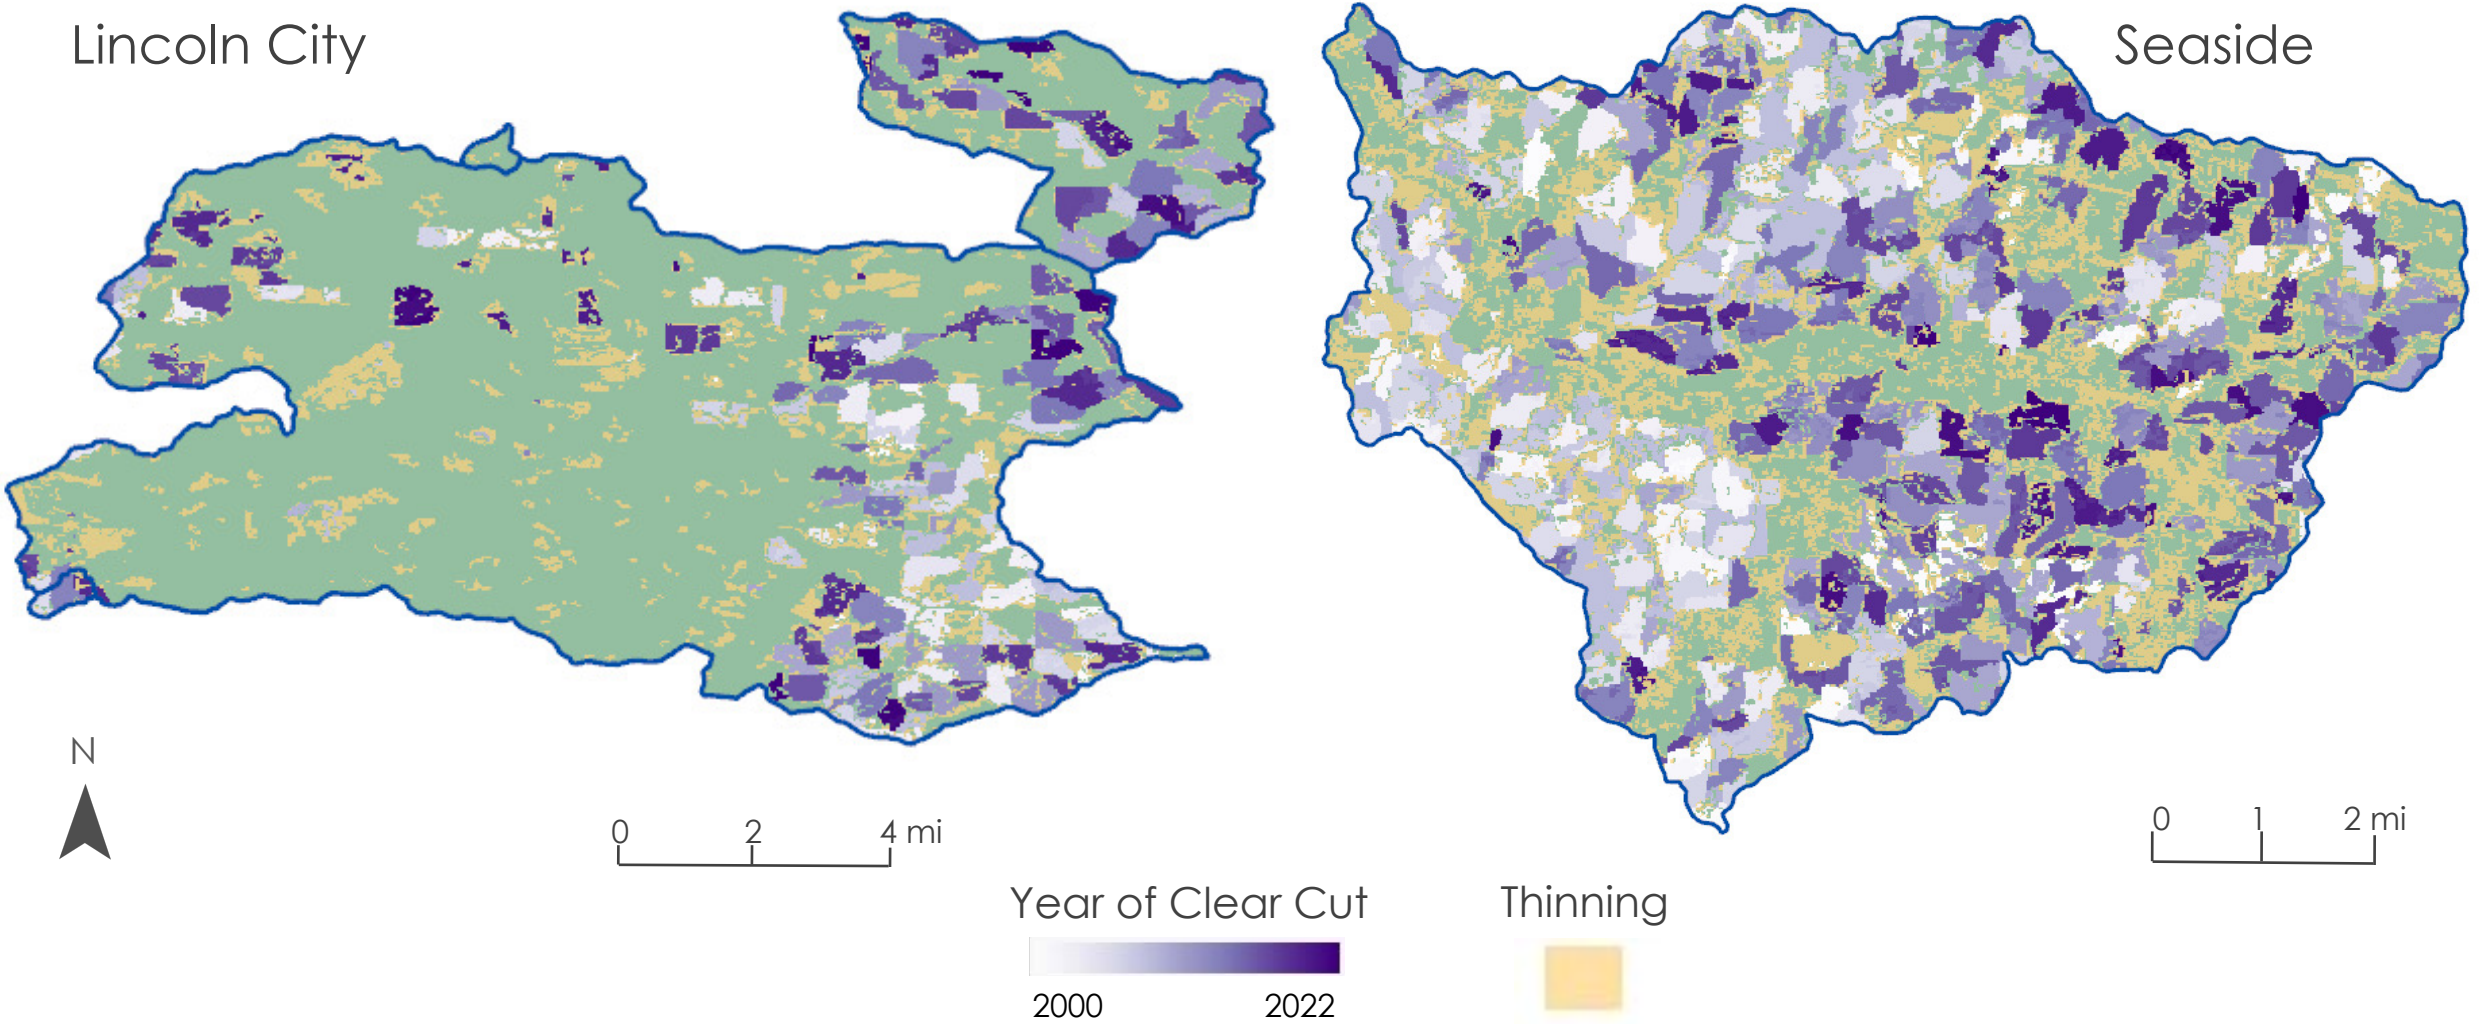 Lincoln City
Seaside
N
0 2 4 mi
0 1 2 mi
Year of Clear Cut
Thinning
2000 2022